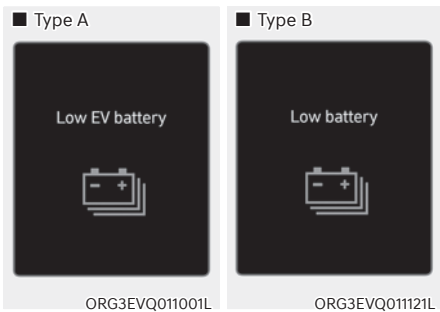 ■ Type A
Low EV battery
ORG3EVQ011001L
■ Type B
Low battery
ORG3EVQ011121L